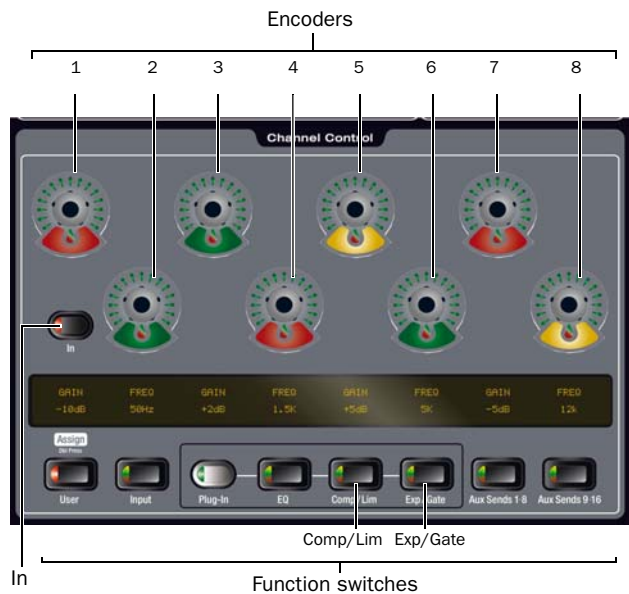 Encoders
1 2 3 4 5 6 7 8
Channel Control
In
GAIN FREQ GAIN FREQ GAIN FREQ GAIN FREQ
-10dB 50Hz +2dB 1.5K +5dB 5K -5dB 12k
Assign
User Input Plug-In EQ Comp/Lim Exp/Gate Aux Sends 1-8 Aux Sends 9-16
Comp/Lim Exp/Gate
In
Function switches